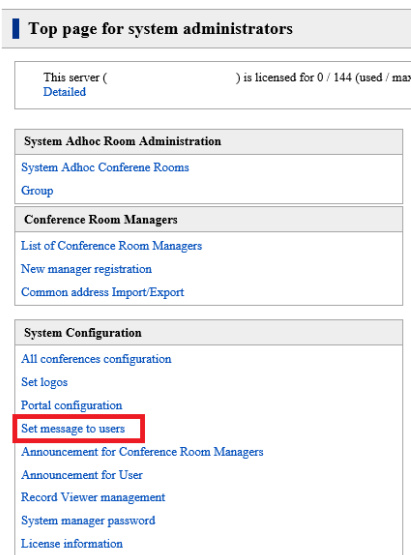 Top page for system administrators
This server ( ) is licensed for 0 / 144 (used / max
Detailed
System Adhoc Room Administration
System Adhoc Conferene Rooms
Group
Conference Room Managers
List of Conference Room Managers
New manager registration
Common address Import/Export
System Configuration
All conferences configuration
Set logos
Portal configuration
Set message to users
Announcement for Conference Room Managers
Announcement for User
Record Viewer management
System manager password
License information